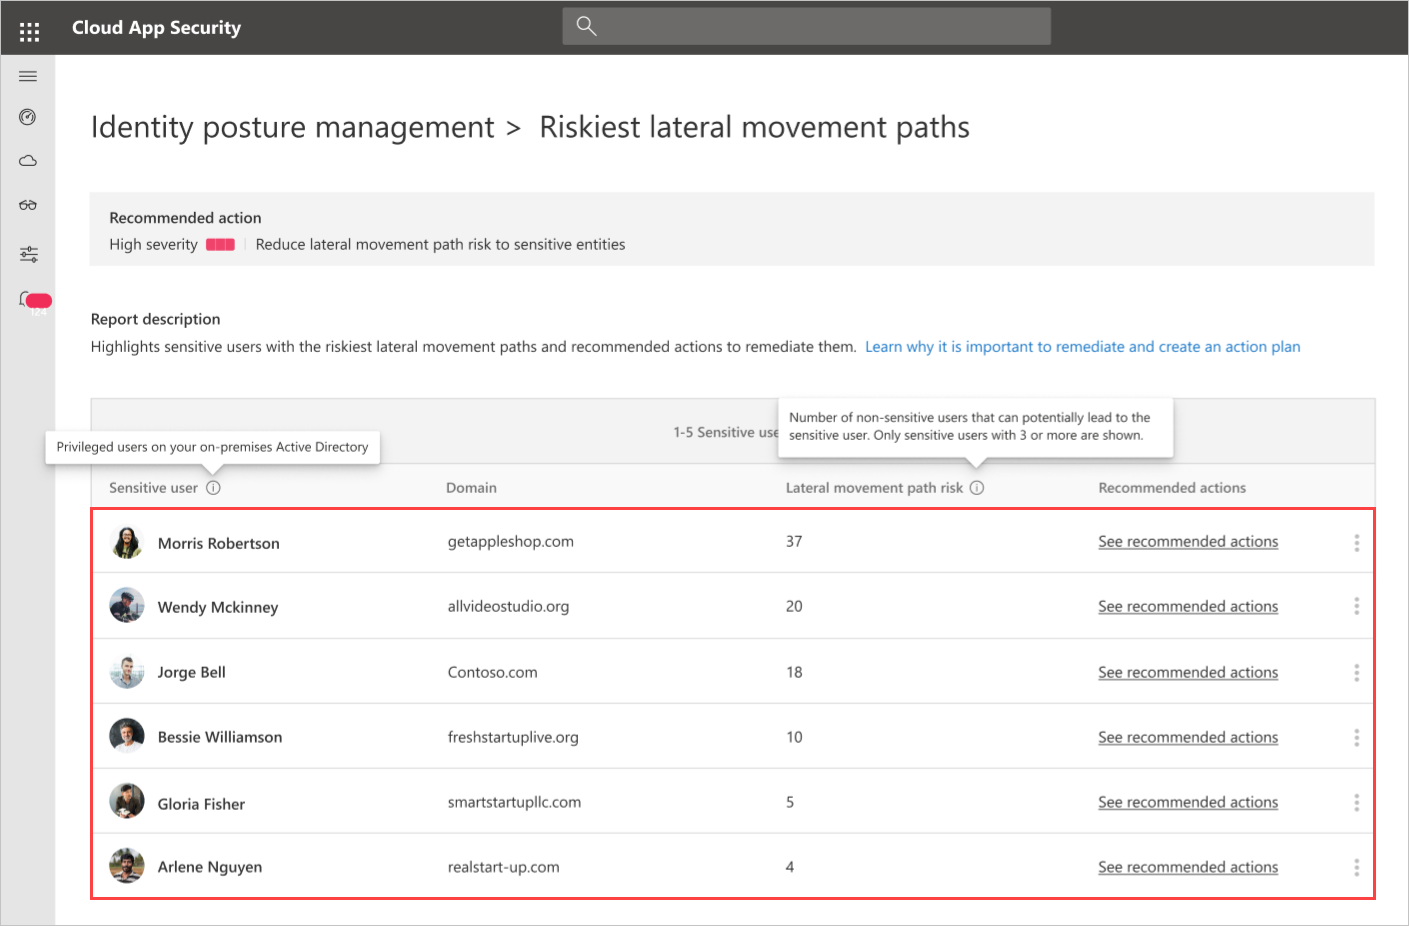 Cloud App Security
Identity posture management > Riskiest lateral movement paths
Recommended action
High severity Reduce lateral movement path risk to sensitive entities
124
Report description
Highlights sensitive users with the riskiest lateral movement paths and recommended actions to remediate them. Learn why it is important to remediate and create an action plan
1-5 Sensitive
Number of non-sensitive users that can potentially lead to the
sensitive user. Only sensitive users with 3 or more are shown.
Privileged users on your on-premises Active Directory
Sensitive user Domain Lateral movement path risk Recommended actions
Morris Robertson getappleshop.com 37 See recommended actions
Wendy Mckinney allvideostudio.org 20 See recommended actions
Jorge Bell Contoso.com 18 See recommended actions
Bessie Williamson freshstartuplive.org 10 See recommended actions
Gloria Fisher smartstartupllc.com 5 See recommended actions
Arlene Nguyen realstart-up.com 4 See recommended actions